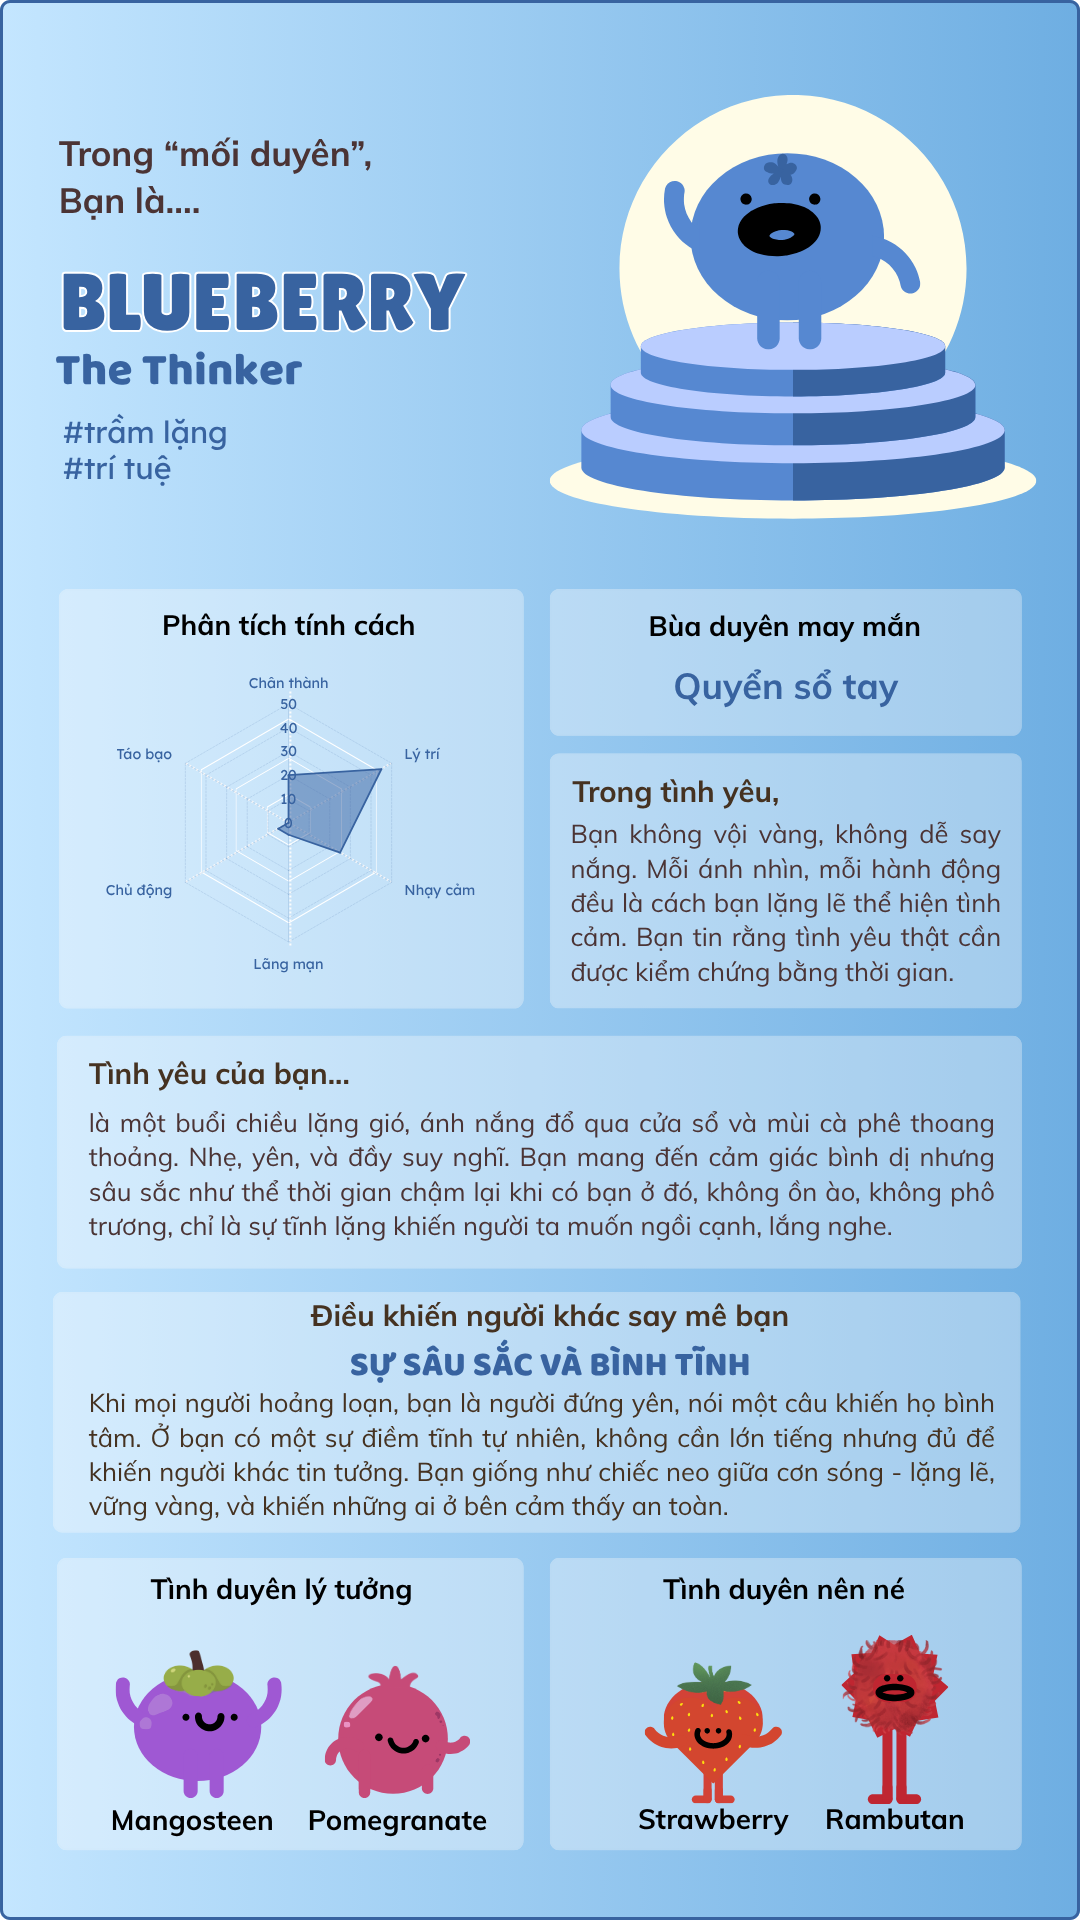 Trong “mối duyên”,
Bạn là....
BLUEBERRY
The Thinker
#trầm lặng
#trí tuệ
Phân tích tính cách
Chân thành
50
40
30
20
10
0
Táo bạo
Lý trí
Chủ động
Nhạy cảm
Lãng mạn
Bùa duyên may mắn
Quyển sổ tay
Trong tình yêu,
Bạn không vội vàng, không dễ say
nắng. Mỗi ánh nhìn, mỗi hành động
đều là cách bạn lặng lẽ thể hiện tình
cảm. Bạn tin rằng tình yêu thật cần
được kiểm chứng bằng thời gian.
Tình yêu của bạn...
là một buổi chiều lặng gió, ánh nắng đổ qua cửa sổ và mùi cà phê thoang
thoảng. Nhẹ, yên, và đầy suy nghĩ. Bạn mang đến cảm giác bình dị nhưng
sâu sắc như thể thời gian chậm lại khi có bạn ở đó, không ồn ào, không phô
trương, chỉ là sự tĩnh lặng khiến người ta muốn ngồi cạnh, lắng nghe.
Điều khiến người khác say mê bạn
SỰ SÂU SẮC VÀ BÌNH TĨNH
Khi mọi người hoảng loạn, bạn là người đứng yên, nói một câu khiến họ bình
tâm. Ở bạn có một sự điềm tĩnh tự nhiên, không cần lớn tiếng nhưng đủ để
khiến người khác tin tưởng. Bạn giống như chiếc neo giữa cơn sóng - lặng lẽ,
vững vàng, và khiến những ai ở bên cảm thấy an toàn.
Tình duyên lý tưởng
Mangosteen
Pomegranate
Tình duyên nên né
Strawberry
Rambutan